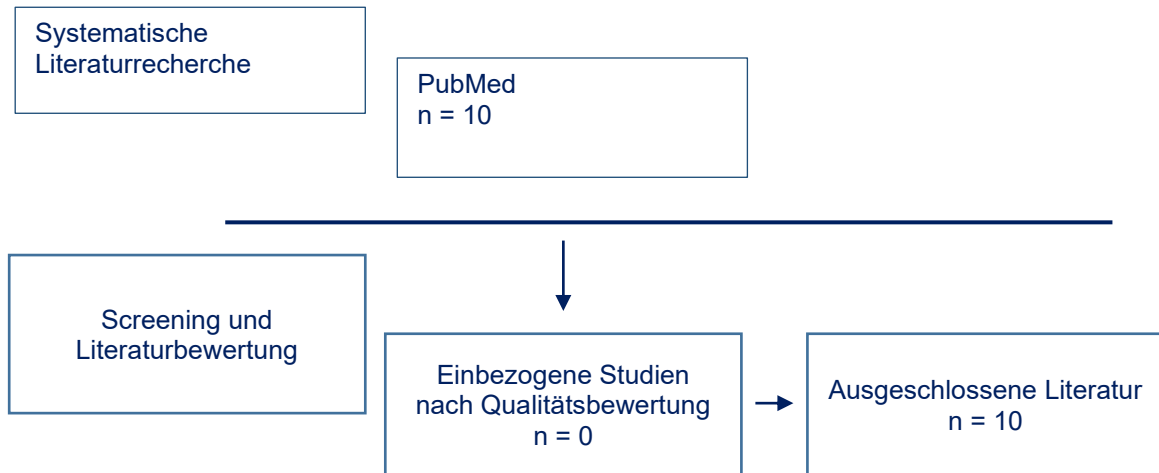 Systematische
Literaturrecherche
PubMed
n = 10
Screening und
Literaturbewertung
Einbezogene Studien
nach Qualitätsbewertung
n = 0
Ausgeschlossene Literatur
n = 10